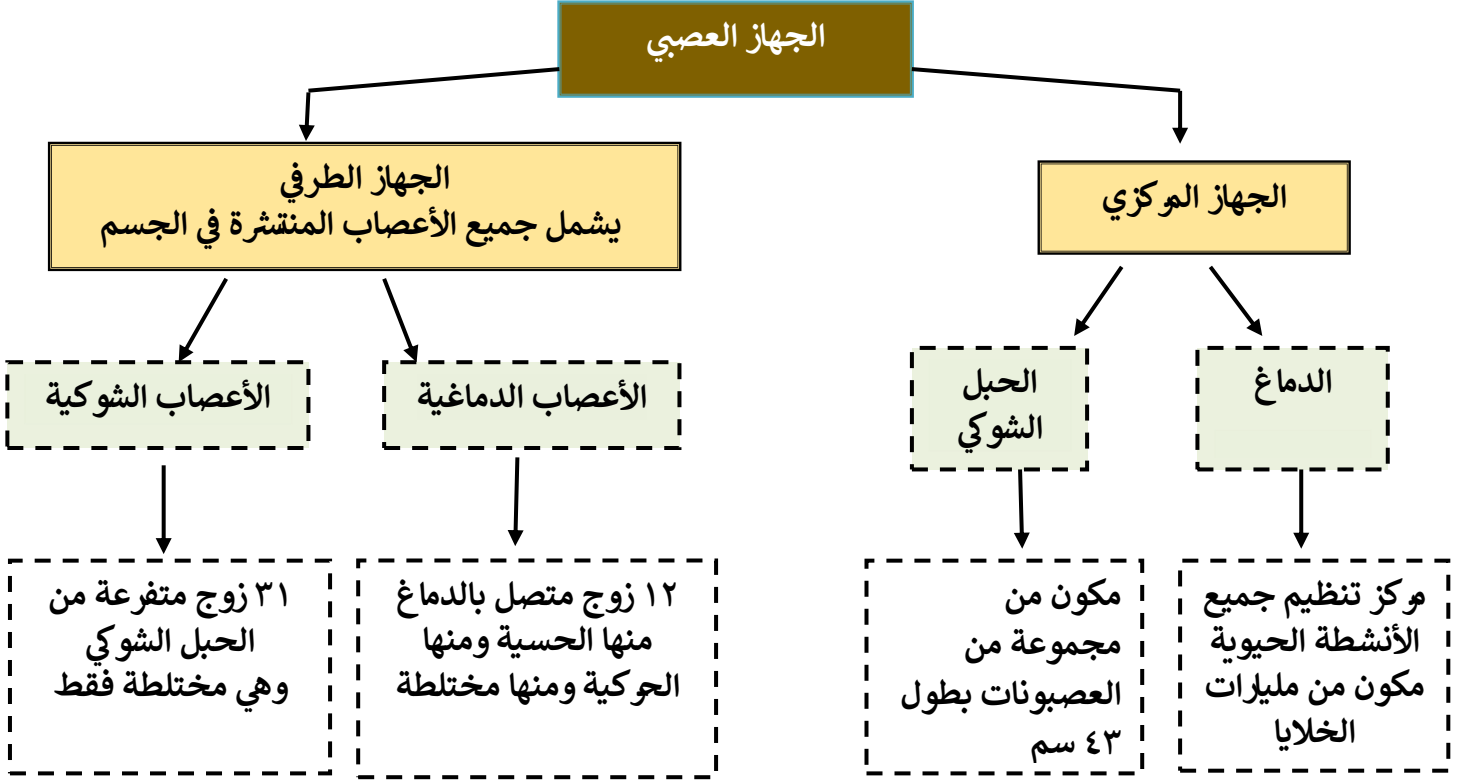 الجهاز العصبي
الجهاز المركزي
الجهاز الطرفي
يشمل جميع الأعصاب المنتشرة في الجسم
الدماغ
الحبل
الشوكي
الأعصاب الدماغية
الأعصاب الشوكية
مركز تنظيم جميع
الأنشطة الحيوية
مكون من مليارات
الخلايا
مكون من
مجموعة من
العصبونات بطول
٤٣ سم
١٢ زوج متصل بالدماغ
منها الحسية ومنها
الحركية ومنها مختلطة
٣١ زوج متفرعة من
الحبل الشوكي
وهي مختلطة فقط